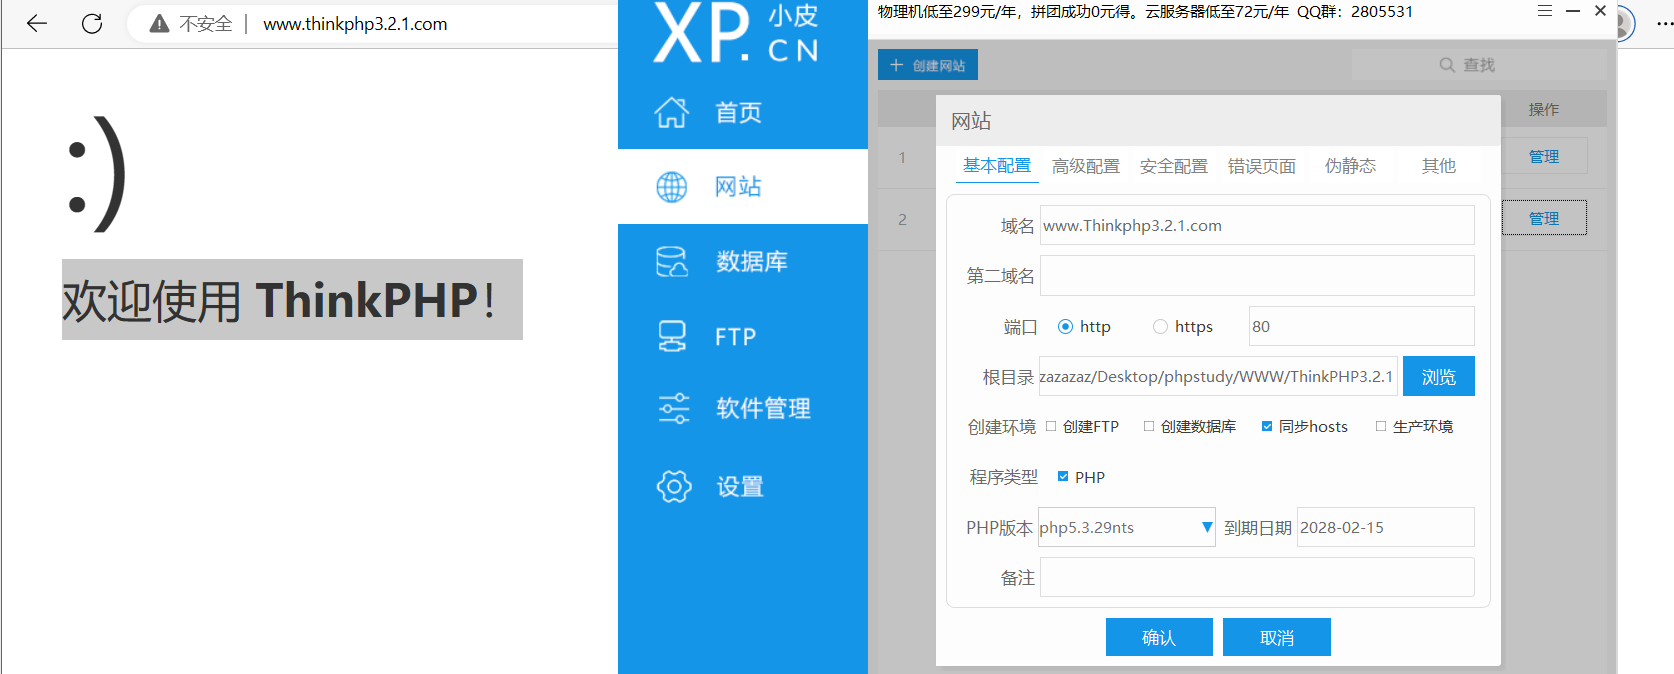 不安全 | www.thinkphp3.2.1.com
:)
欢迎使用 ThinkPHP！
XP. 小皮 CN
首页
网站
数据库
FTP
软件管理
设置
物理机低至299元/年，拼团成功0元得。云服务器低至72元/年 QQ群：2805531
创建网站
查找
操作
1
管理
2
管理
网站
基本配置 高级配置 安全配置 错误页面 伪静态 其他
域名 www.Thinkphp3.2.1.com
第二域名
端口 http https 80
根目录 zazazaz/Desktop/phpstudy/WWW/ThinkPHP3.2.1 浏览
创建环境 创建FTP 创建数据库 同步hosts 生产环境
程序类型 PHP
PHP版本 php5.3.29nts 到期日期 2028-02-15
备注
确认 取消